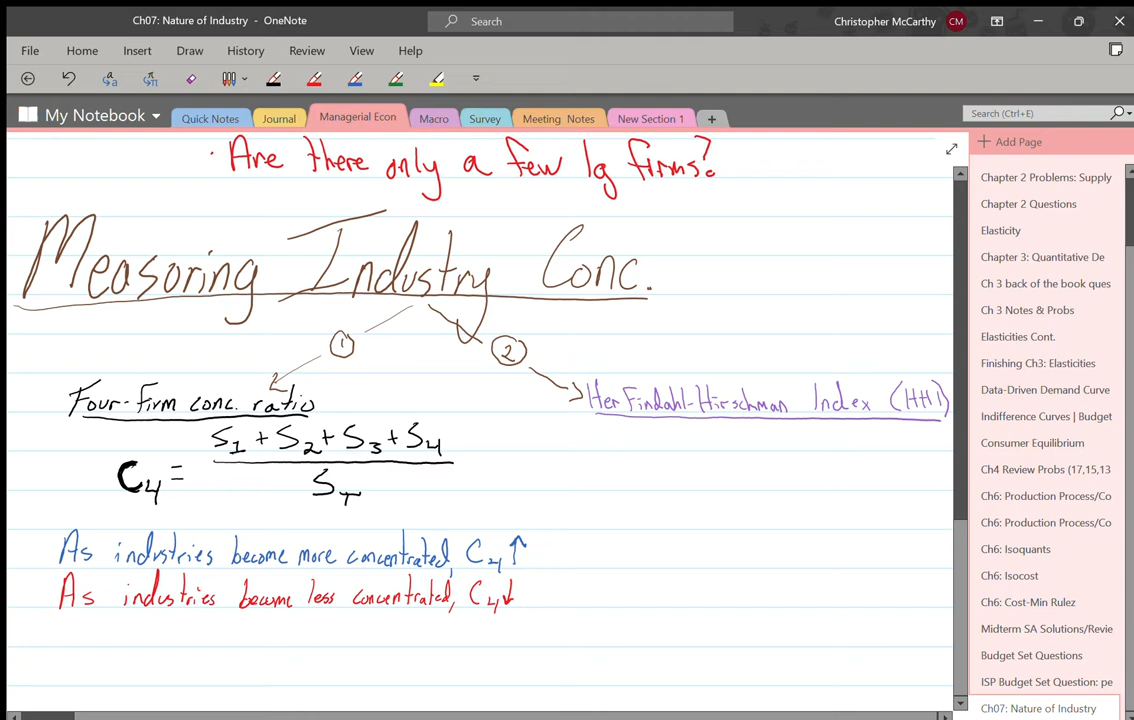 Ch07: Nature of Industry - OneNote
Search
Christopher McCarthy
CM
File Home Insert Draw History Review View Help
My Notebook
Quick Notes
Journal
Managerial Econ
Macro
Survey
Meeting Notes
New Section 1
+
Search (Ctrl+E)
Are there only a few lg firms?
Measuring Industry Conc.
1
2
Four-firm conc. ratio
Herfindahl-Hirschman Index (HHI)
S1 + S2 + S3 + S4
C4 =
ST
As industries become more concentrated, C4 ↑
As industries become less concentrated, C4 ↓
Add Page
Chapter 2 Problems: Supply
Chapter 2 Questions
Elasticity
Chapter 3: Quantitative De
Ch 3 back of the book ques
Ch 3 Notes & Probs
Elasticities Cont.
Finishing Ch3: Elasticities
Data-Driven Demand Curve
Indifference Curves | Budget
Consumer Equilibrium
Ch4 Review Probs (17,15,13
Ch6: Production Process/Co
Ch6: Production Process/Co
Ch6: Isoquants
Ch6: Isocost
Ch6: Cost-Min Rulez
Midterm SA Solutions/Revie
Budget Set Questions
ISP Budget Set Question: pe
Ch07: Nature of Industry